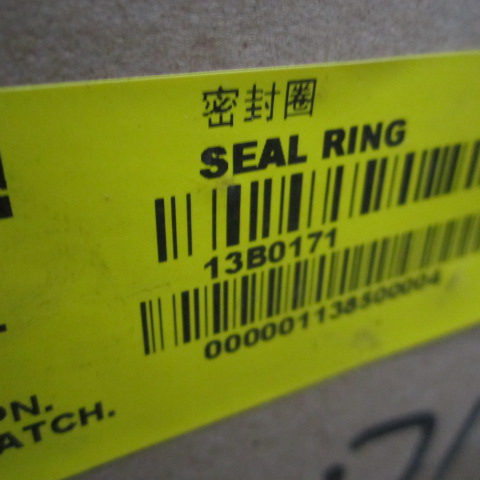 密封圈
SEAL RING
13B0171
000001138500004
ON.
ATCH.